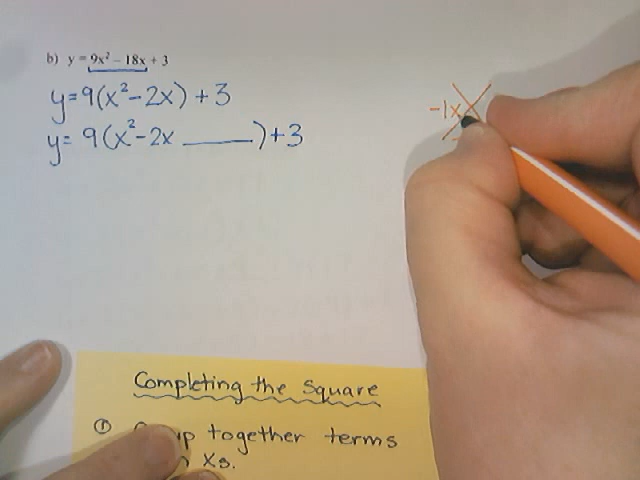 b) y = 9x² – 18x + 3
y=9(x²-2x)+3
y= 9(x²-2x ______)+3
-1x
Completing the Square
① together terms
xs.